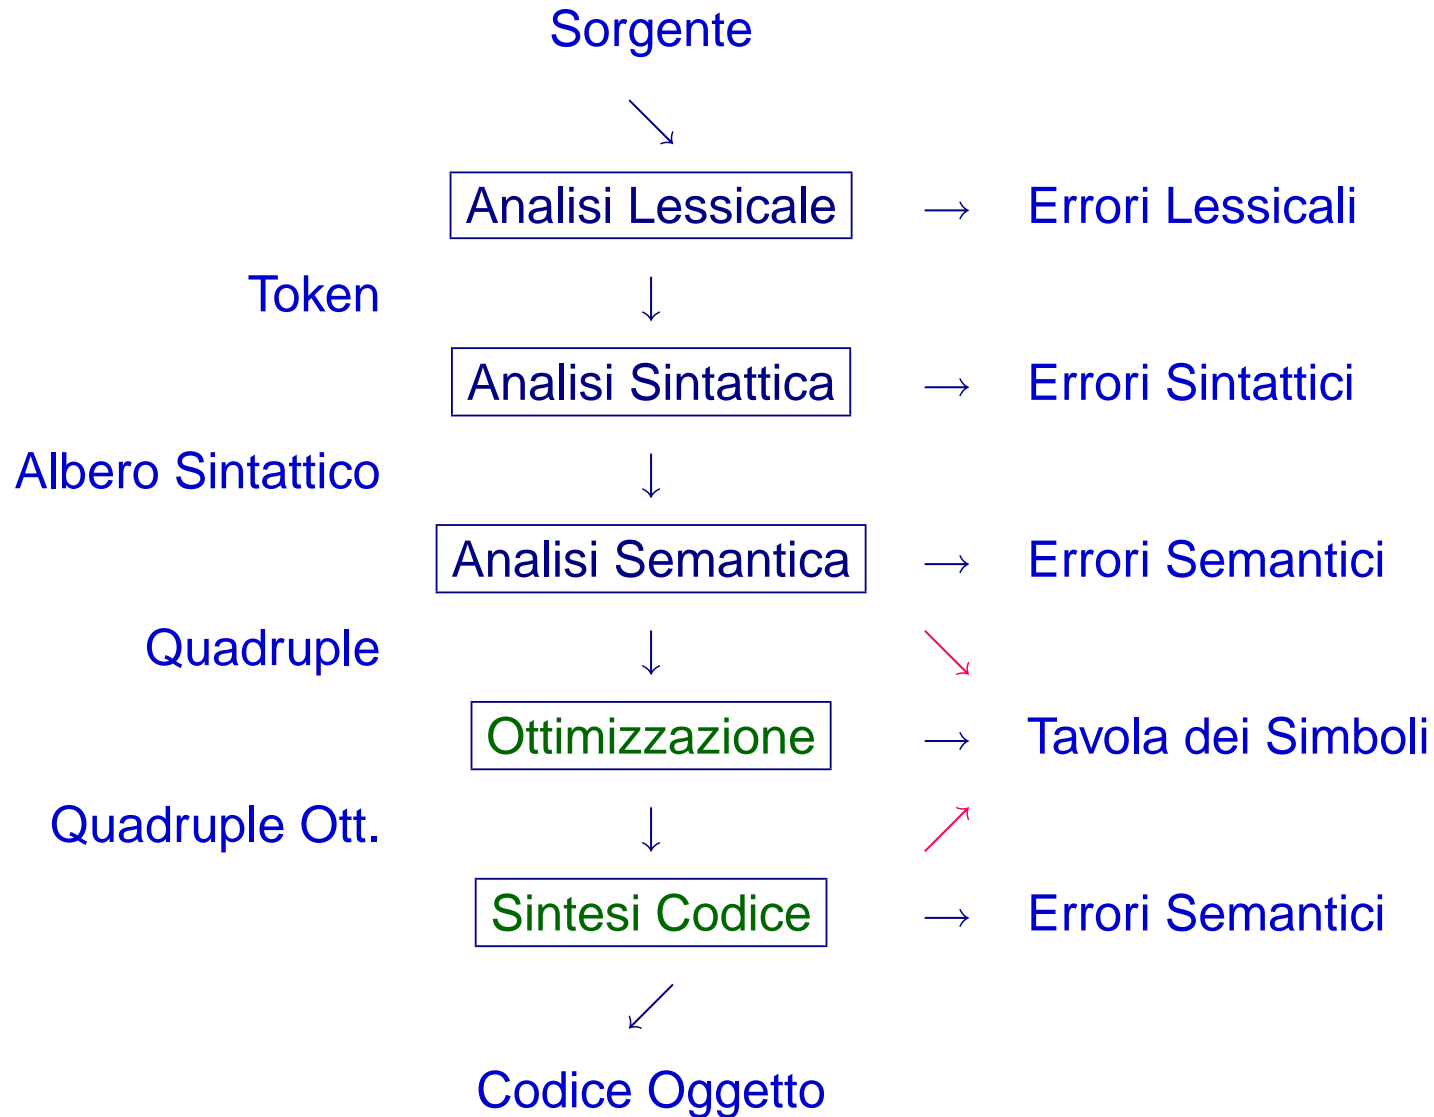 Sorgente
Analisi Lessicale → Errori Lessicali
Token
Analisi Sintattica → Errori Sintattici
Albero Sintattico
Analisi Semantica → Errori Semantici
Quadruple
Ottimizzazione → Tavola dei Simboli
Quadruple Ott.
Sintesi Codice → Errori Semantici
Codice Oggetto